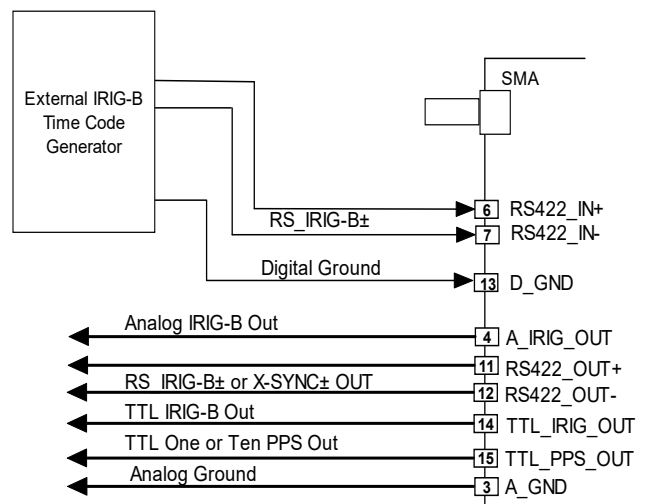 External IRIG-B
Time Code
Generator
SMA
6 RS422_IN+
RS_IRIG-B±
7 RS422_IN-
Digital Ground
13 D_GND
Analog IRIG-B Out
4 A_IRIG_OUT
11 RS422_OUT+
RS_IRIG-B± or X-SYNC± OUT
12 RS422_OUT-
TTL IRIG-B Out
14 TTL_IRIG_OUT
TTL One or Ten PPS Out
15 TTL_PPS_OUT
Analog Ground
3 A_GND